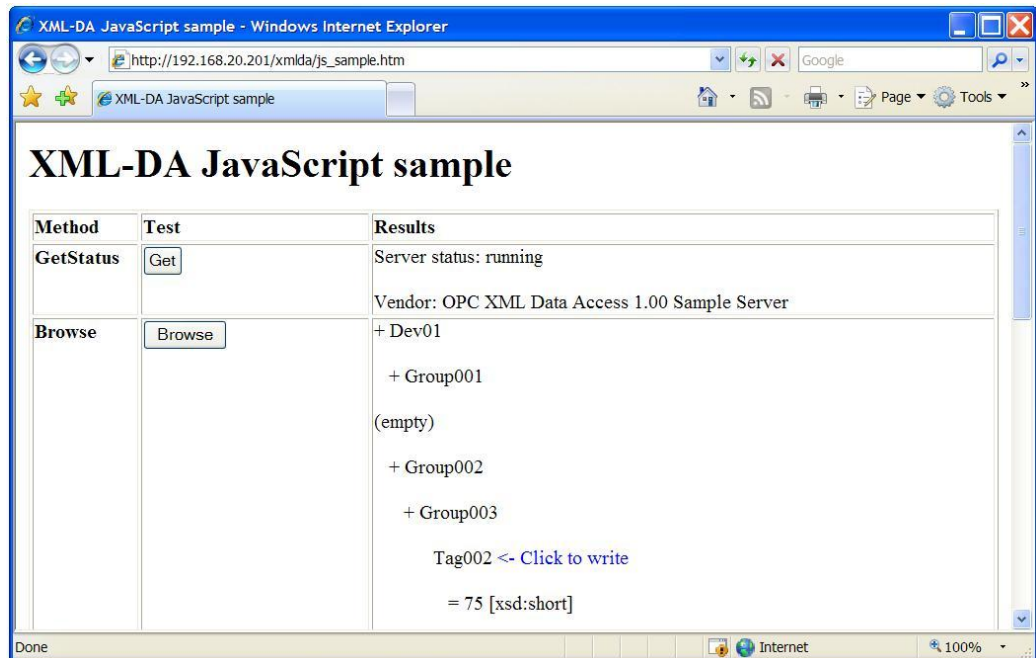 XML-DA JavaScript sample - Windows Internet Explorer
http://192.168.20.201/xmlda/js_sample.htm
Google
XML-DA JavaScript sample
Page
Tools
»
XML-DA JavaScript sample
Method Test Results
GetStatus Get Server status: running
Vendor: OPC XML Data Access 1.00 Sample Server
Browse Browse + Dev01
+ Group001
(empty)
+ Group002
+ Group003
Tag002 <- Click to write
= 75 [xsd:short]
Done Internet 100%